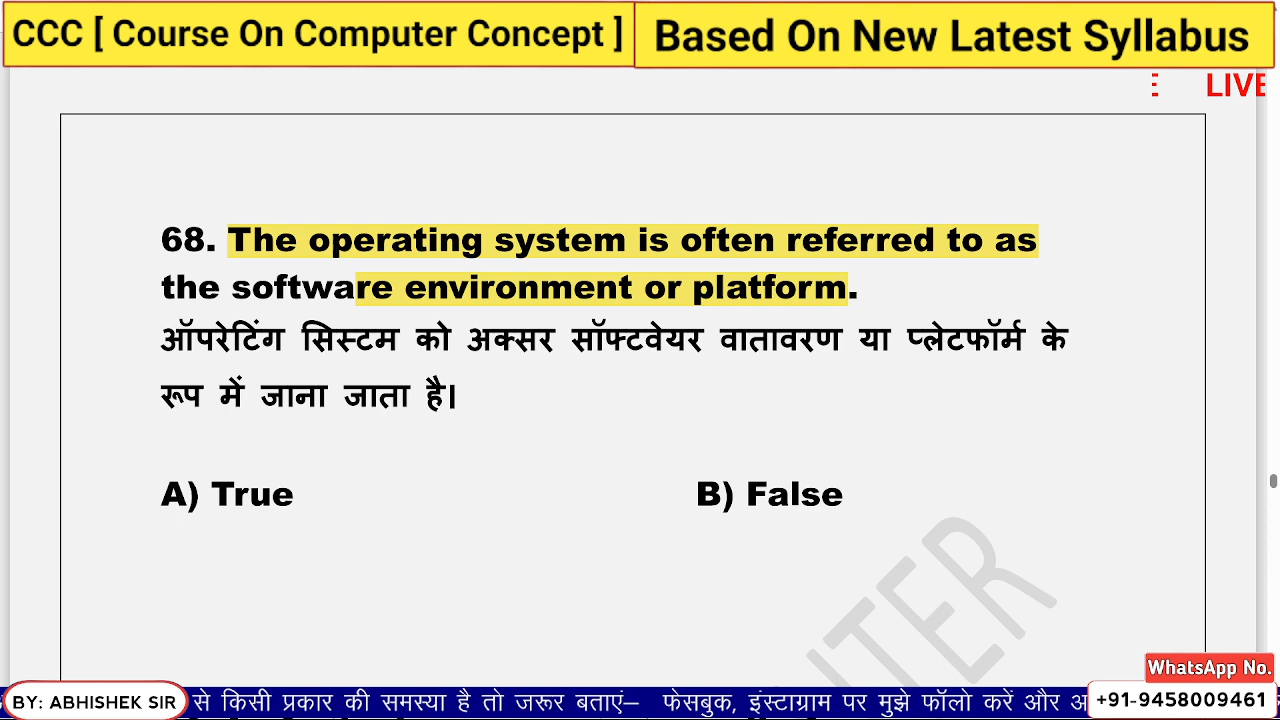 CCC [ Course On Computer Concept ]
Based On New Latest Syllabus
LIVE
68. The operating system is often referred to as
the software environment or platform.
ऑपरेटिंग सिस्टम को अक्सर सॉफ्टवेयर वातावरण या प्लेटफॉर्म के
रूप में जाना जाता है।
A) True B) False
WhatsApp No.
BY: ABHISHEK SIR
से किसी प्रकार की समस्या है तो जरूर बताएं– फेसबुक, इंस्टाग्राम पर मुझे फॉलो करें और
+91-9458009461